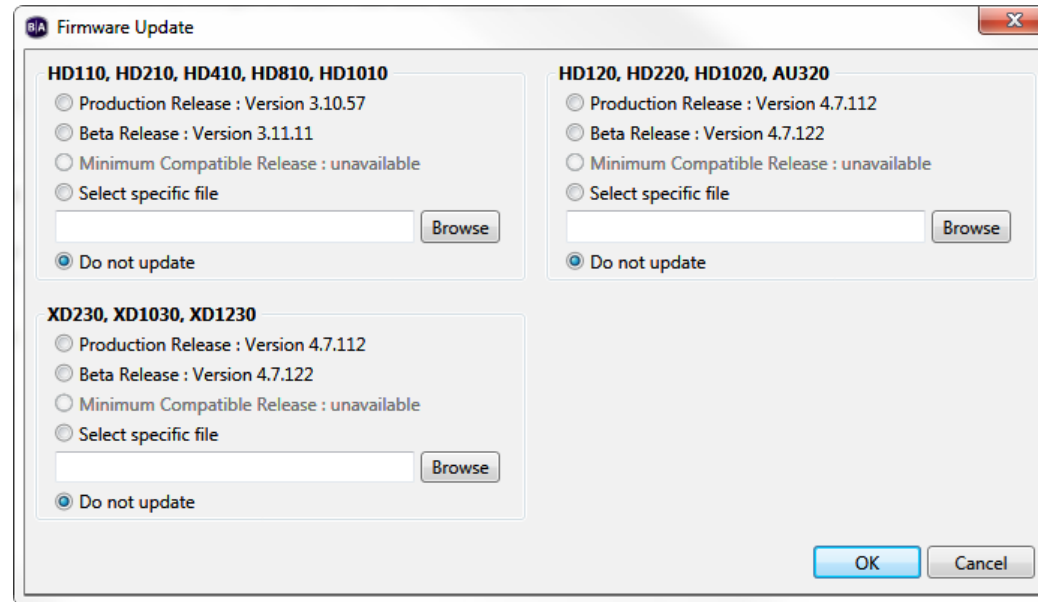 B|A Firmware Update
HD110, HD210, HD410, HD810, HD1010
Production Release : Version 3.10.57
Beta Release : Version 3.11.11
Minimum Compatible Release : unavailable
Select specific file
Browse
Do not update
HD120, HD220, HD1020, AU320
Production Release : Version 4.7.112
Beta Release : Version 4.7.122
Minimum Compatible Release : unavailable
Select specific file
Browse
Do not update
XD230, XD1030, XD1230
Production Release : Version 4.7.112
Beta Release : Version 4.7.122
Minimum Compatible Release : unavailable
Select specific file
Browse
Do not update
OK
Cancel